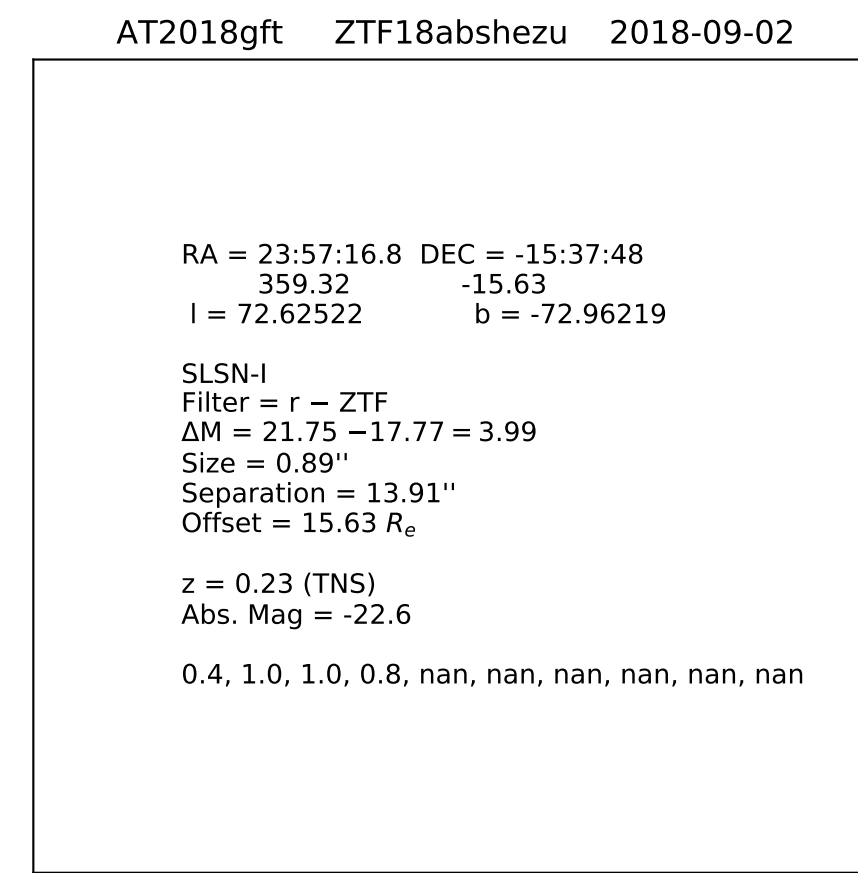 AT2018gft ZTF18abshezu 2018-09-02
RA = 23:57:16.8 DEC = -15:37:48
359.32 -15.63
l = 72.62522 b = -72.96219
SLSN-I
Filter = r − ZTF
ΔM = 21.75 −17.77 = 3.99
Size = 0.89''
Separation = 13.91''
Offset = 15.63 Rₑ
z = 0.23 (TNS)
Abs. Mag = -22.6
0.4, 1.0, 1.0, 0.8, nan, nan, nan, nan, nan, nan